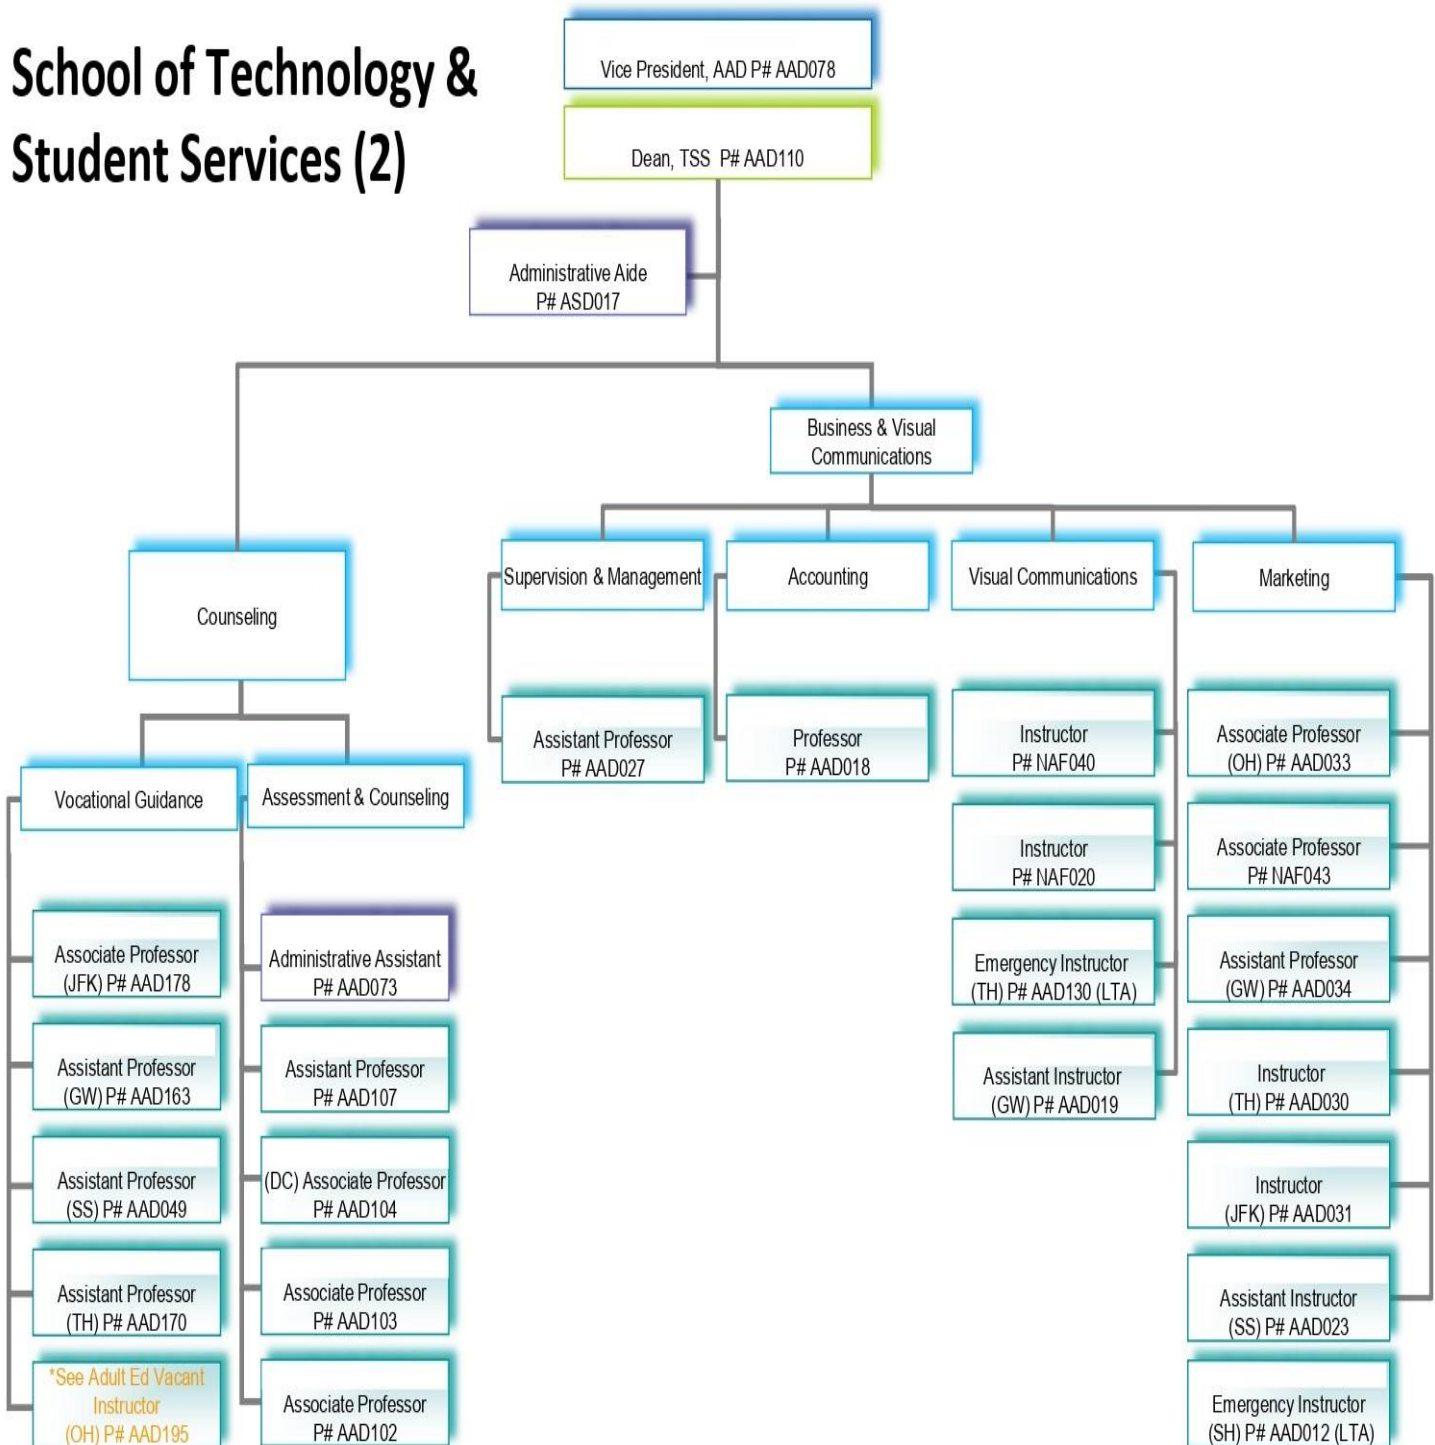 School of Technology &
Student Services (2)
Vice President, AAD P# AAD078
Dean, TSS P# AAD110
Administrative Aide
P# ASD017
Business & Visual
Communications
Counseling
Supervision & Management
Accounting
Visual Communications
Marketing
Vocational Guidance
Assessment & Counseling
Associate Professor
(JFK) P# AAD178
Assistant Professor
(GW) P# AAD163
Assistant Professor
(SS) P# AAD049
Assistant Professor
(TH) P# AAD170
*See Adult Ed Vacant
Instructor
(OH) P# AAD195
Administrative Assistant
P# AAD073
Assistant Professor
P# AAD107
(DC) Associate Professor
P# AAD104
Associate Professor
P# AAD103
Associate Professor
P# AAD102
Assistant Professor
P# AAD027
Professor
P# AAD018
Instructor
P# NAF040
Instructor
P# NAF020
Emergency Instructor
(TH) P# AAD130 (LTA)
Assistant Instructor
(GW) P# AAD019
Associate Professor
(OH) P# AAD033
Associate Professor
P# NAF043
Assistant Professor
(GW) P# AAD034
Instructor
(TH) P# AAD030
Instructor
(JFK) P# AAD031
Assistant Instructor
(SS) P# AAD023
Emergency Instructor
(SH) P# AAD012 (LTA)